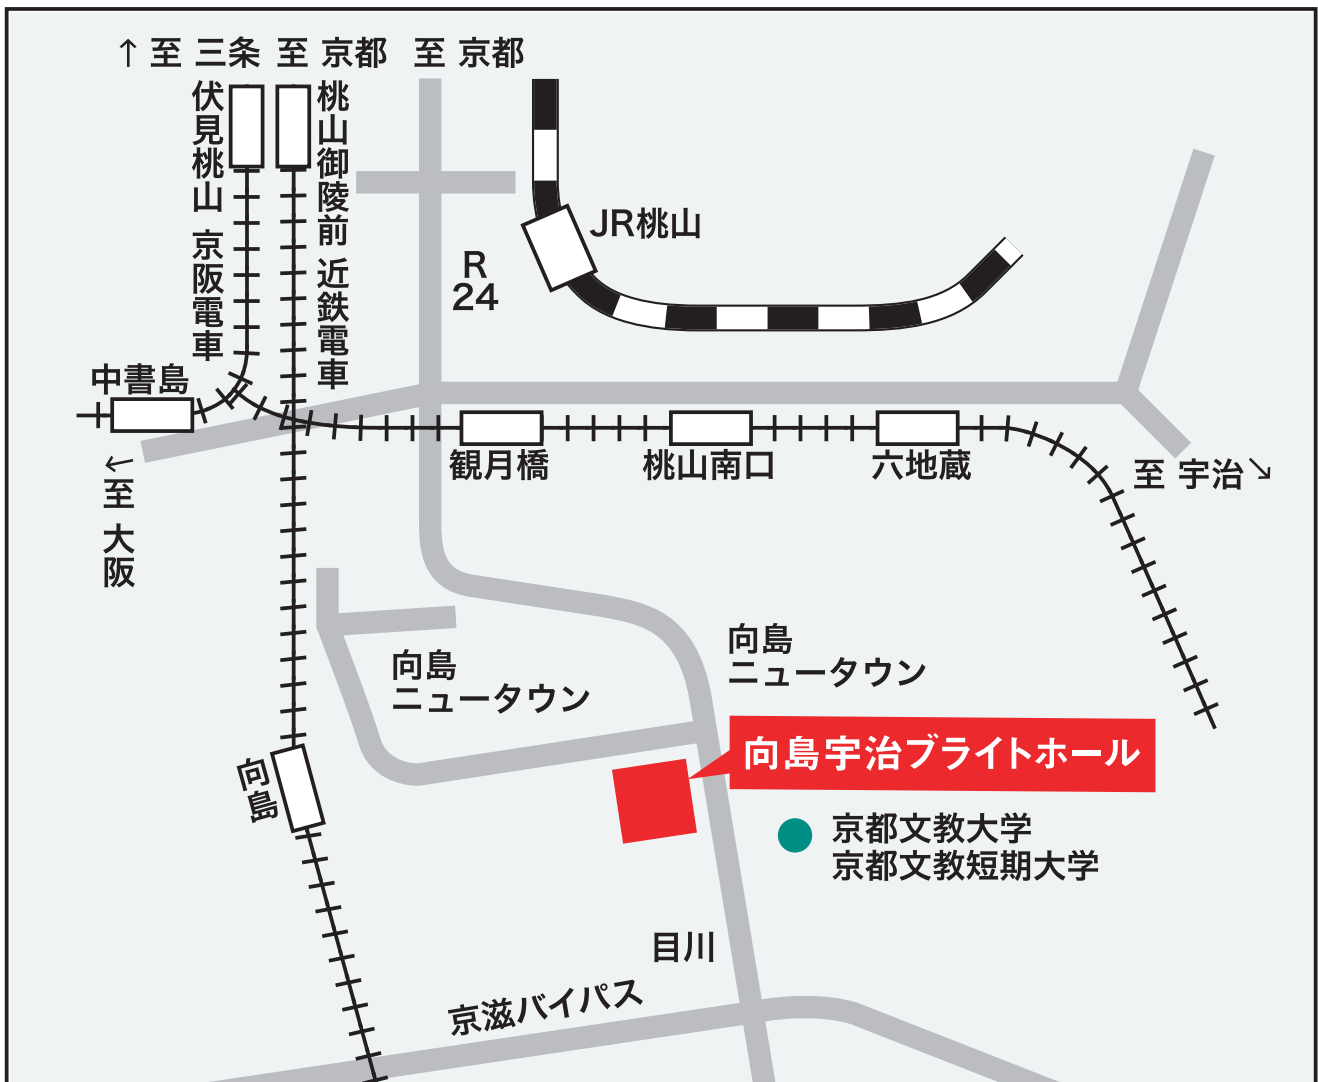 ↑ 至 三条
至 京都
至 京都
伏見桃山 京阪電車
桃山御陵前 近鉄電車
JR桃山
R
24
中書島
観月橋
桃山南口
六地蔵
至 宇治↘
←
至 大阪
向島
ニュータウン
向島
ニュータウン
向島宇治ブライトホール
向島
京都文教大学
京都文教短期大学
目川
京滋バイパス